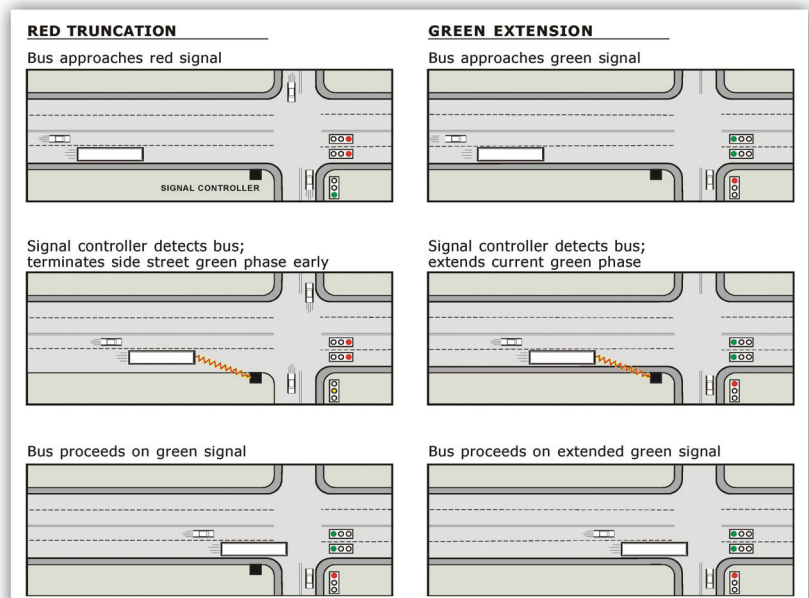 RED TRUNCATION
Bus approaches red signal
SIGNAL CONTROLLER
Signal controller detects bus;
terminates side street green phase early
Bus proceeds on green signal
GREEN EXTENSION
Bus approaches green signal
Signal controller detects bus;
extends current green phase
Bus proceeds on extended green signal